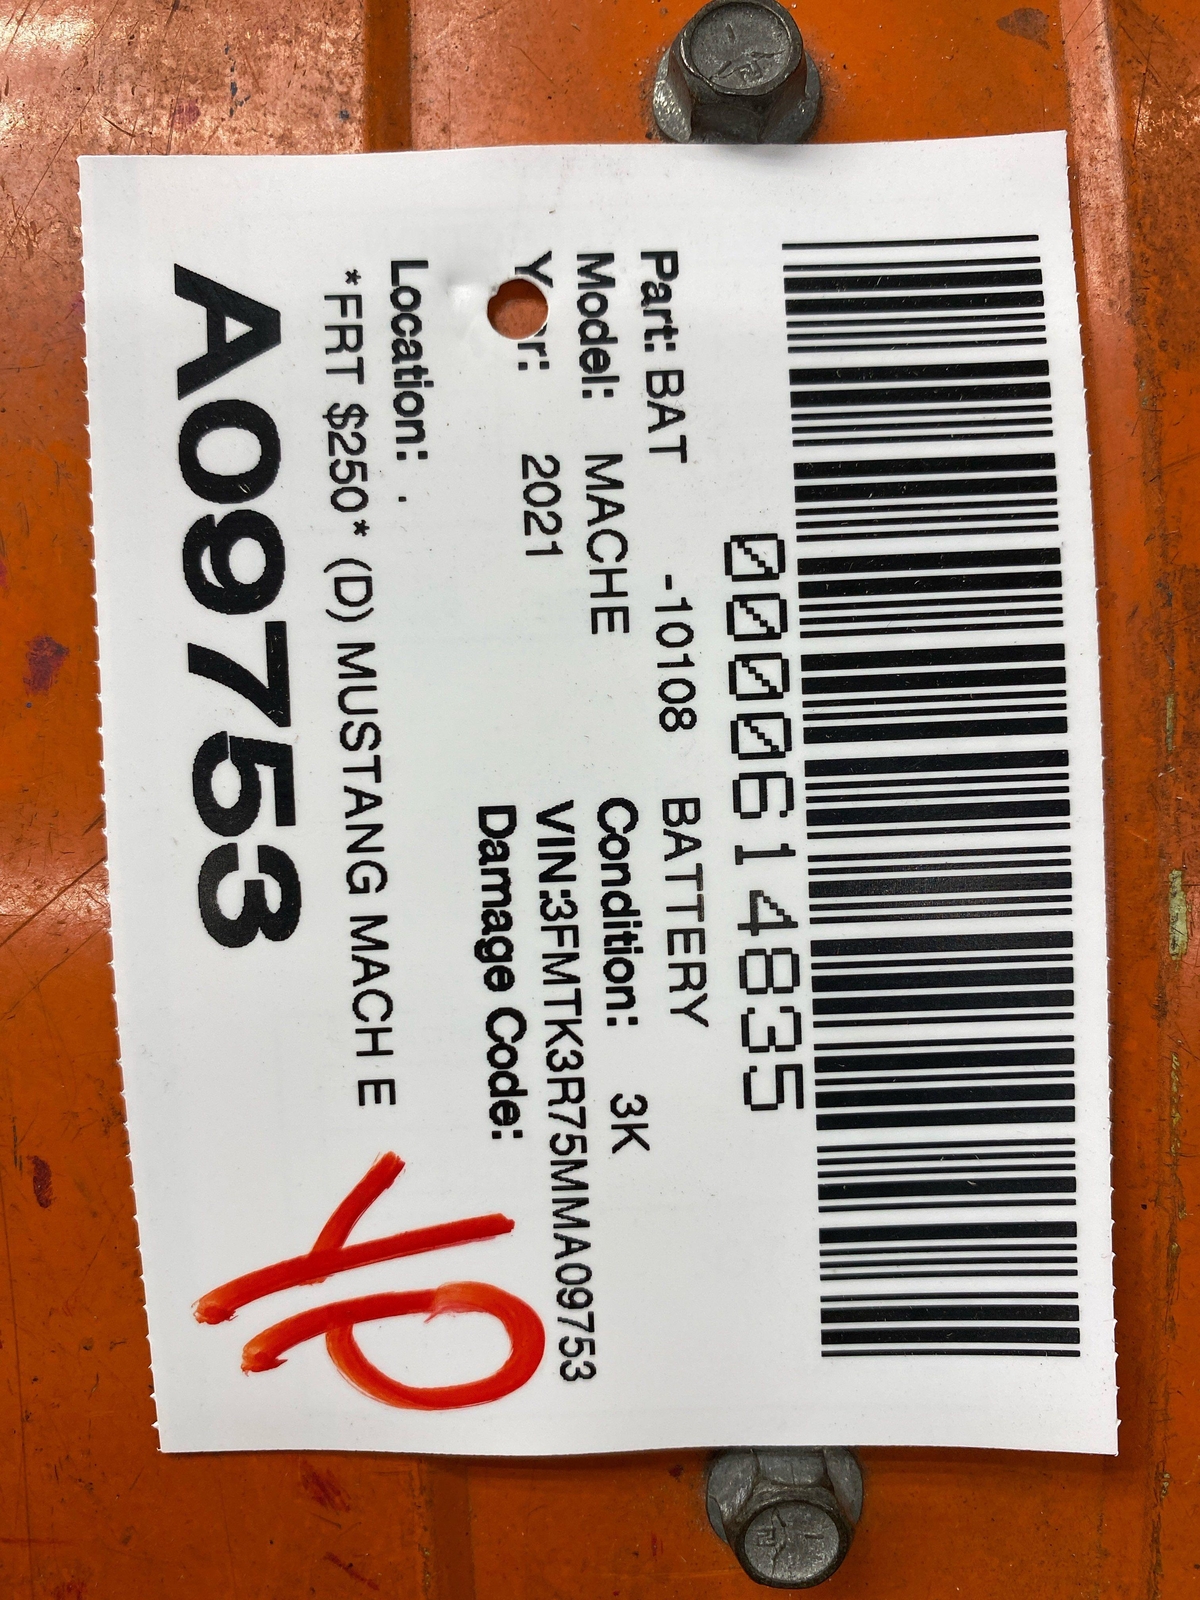 0000614835
Part: BAT -10108 BATTERY
Model: MACHE Condition: 3K
2021 VIN:3FMTK3R75MMA09753
Damage Code:
Location: .
*FRT $250* (D) MUSTANG MACH E
A09753